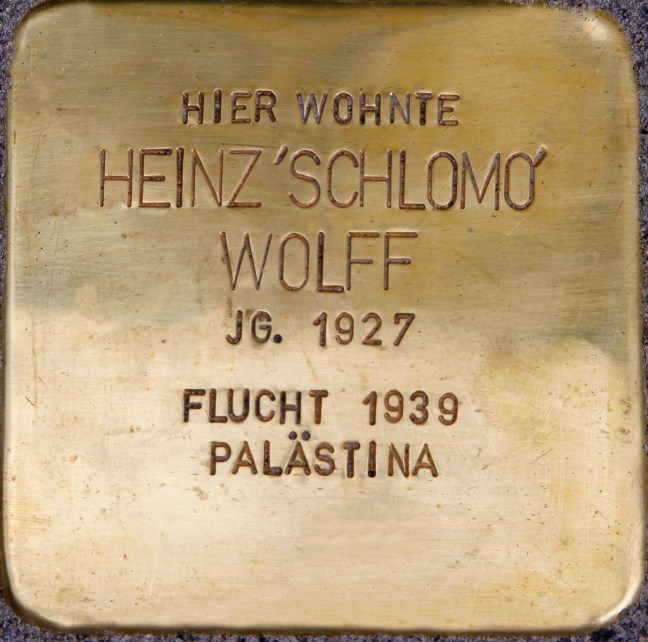 HIER WOHNTE
HEINZ ´SCHLOMO´
WOLFF
JG. 1927
FLUCHT 1939
PALÄSTINA